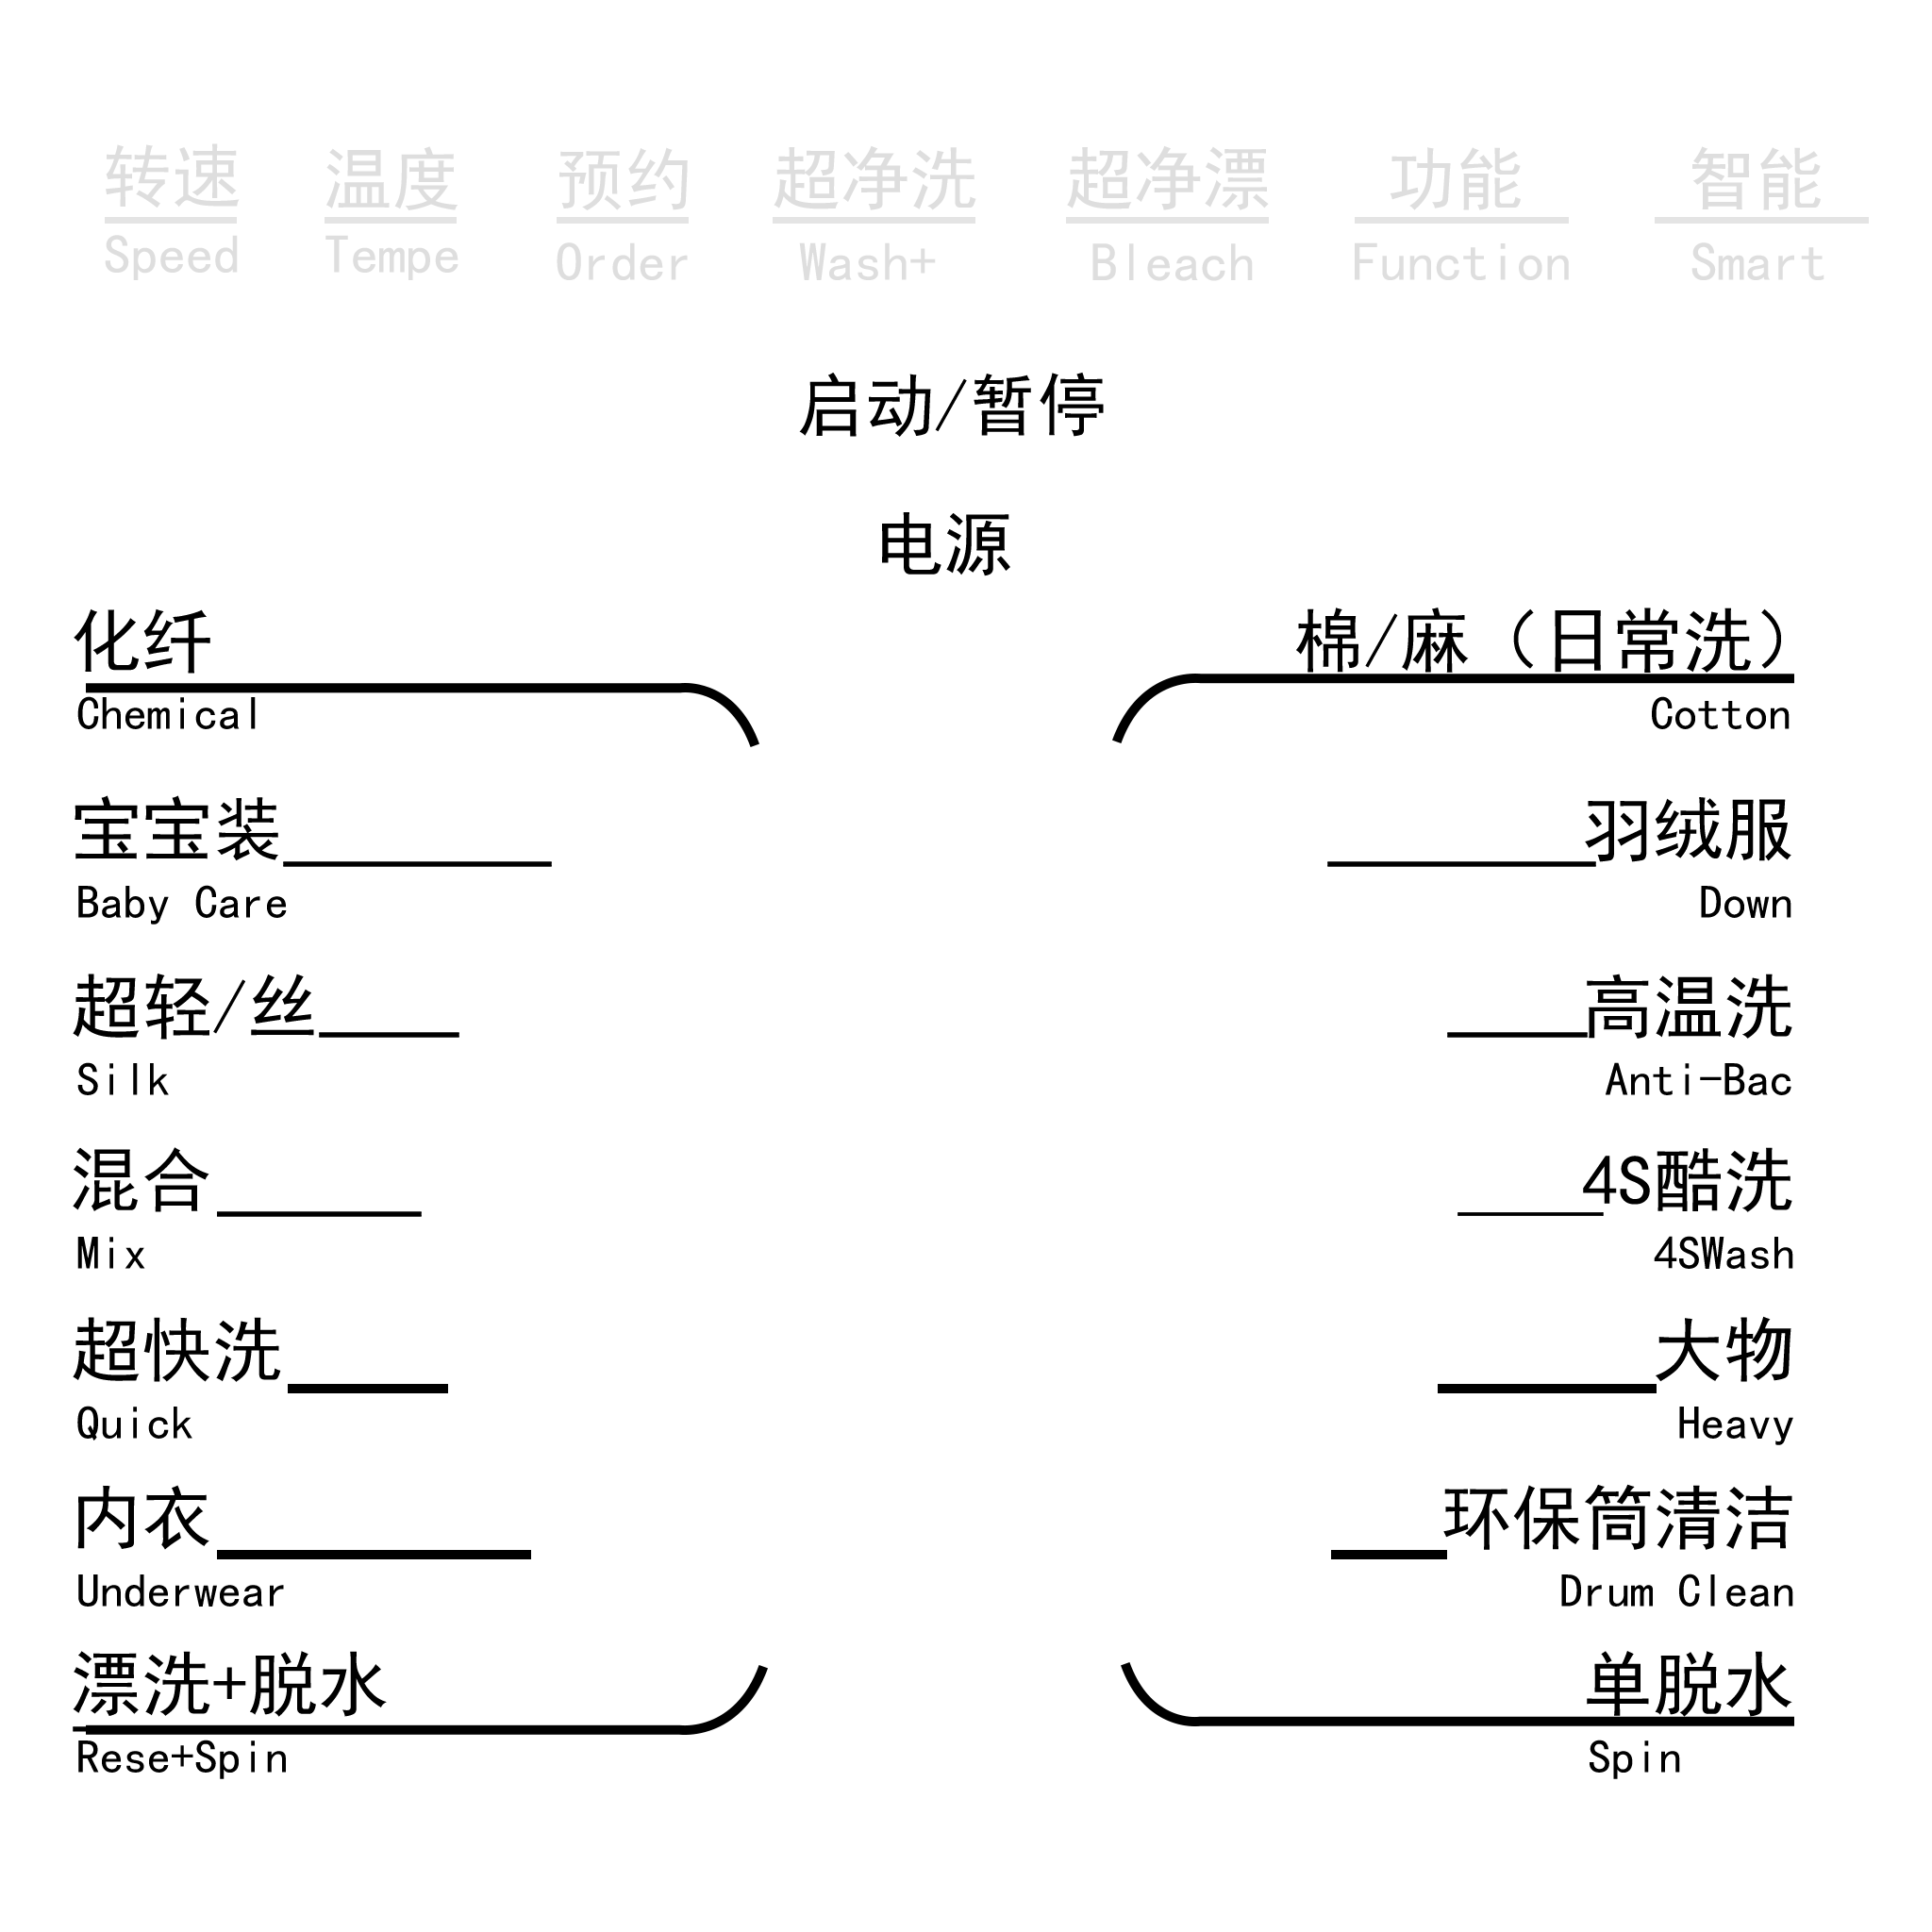 转速 温度 预约 超净洗 超净漂 功能 智能
Speed Tempe Order Wash+ Bleach Function Smart
启动/暂停
电源
化纤 棉/麻（日常洗）
Chemical Cotton
宝宝装 羽绒服
Baby Care Down
超轻/丝 高温洗
Silk Anti-Bac
混合 4S酷洗
Mix 4SWash
超快洗 大物
Quick Heavy
内衣 环保筒清洁
Underwear Drum Clean
漂洗+脱水 单脱水
Rese+Spin Spin